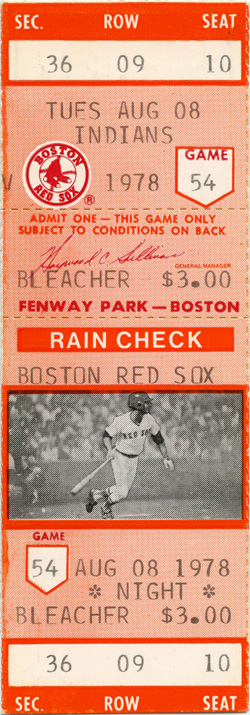 SEC. ROW SEAT
36 09 10
TUES AUG 08
INDIANS
BOSTON
RED SOX
GAME
V 1978 54
ADMIT ONE — THIS GAME ONLY
SUBJECT TO CONDITIONS ON BACK
Haywood C Sullivan
GENERAL MANAGER
BLEACHER $3.00
FENWAY PARK — BOSTON
RAIN CHECK
BOSTON RED SOX
RED SOX
GAME
54 AUG 08 1978
* NIGHT *
BLEACHER $3.00
36 09 10
SEC. ROW SEAT